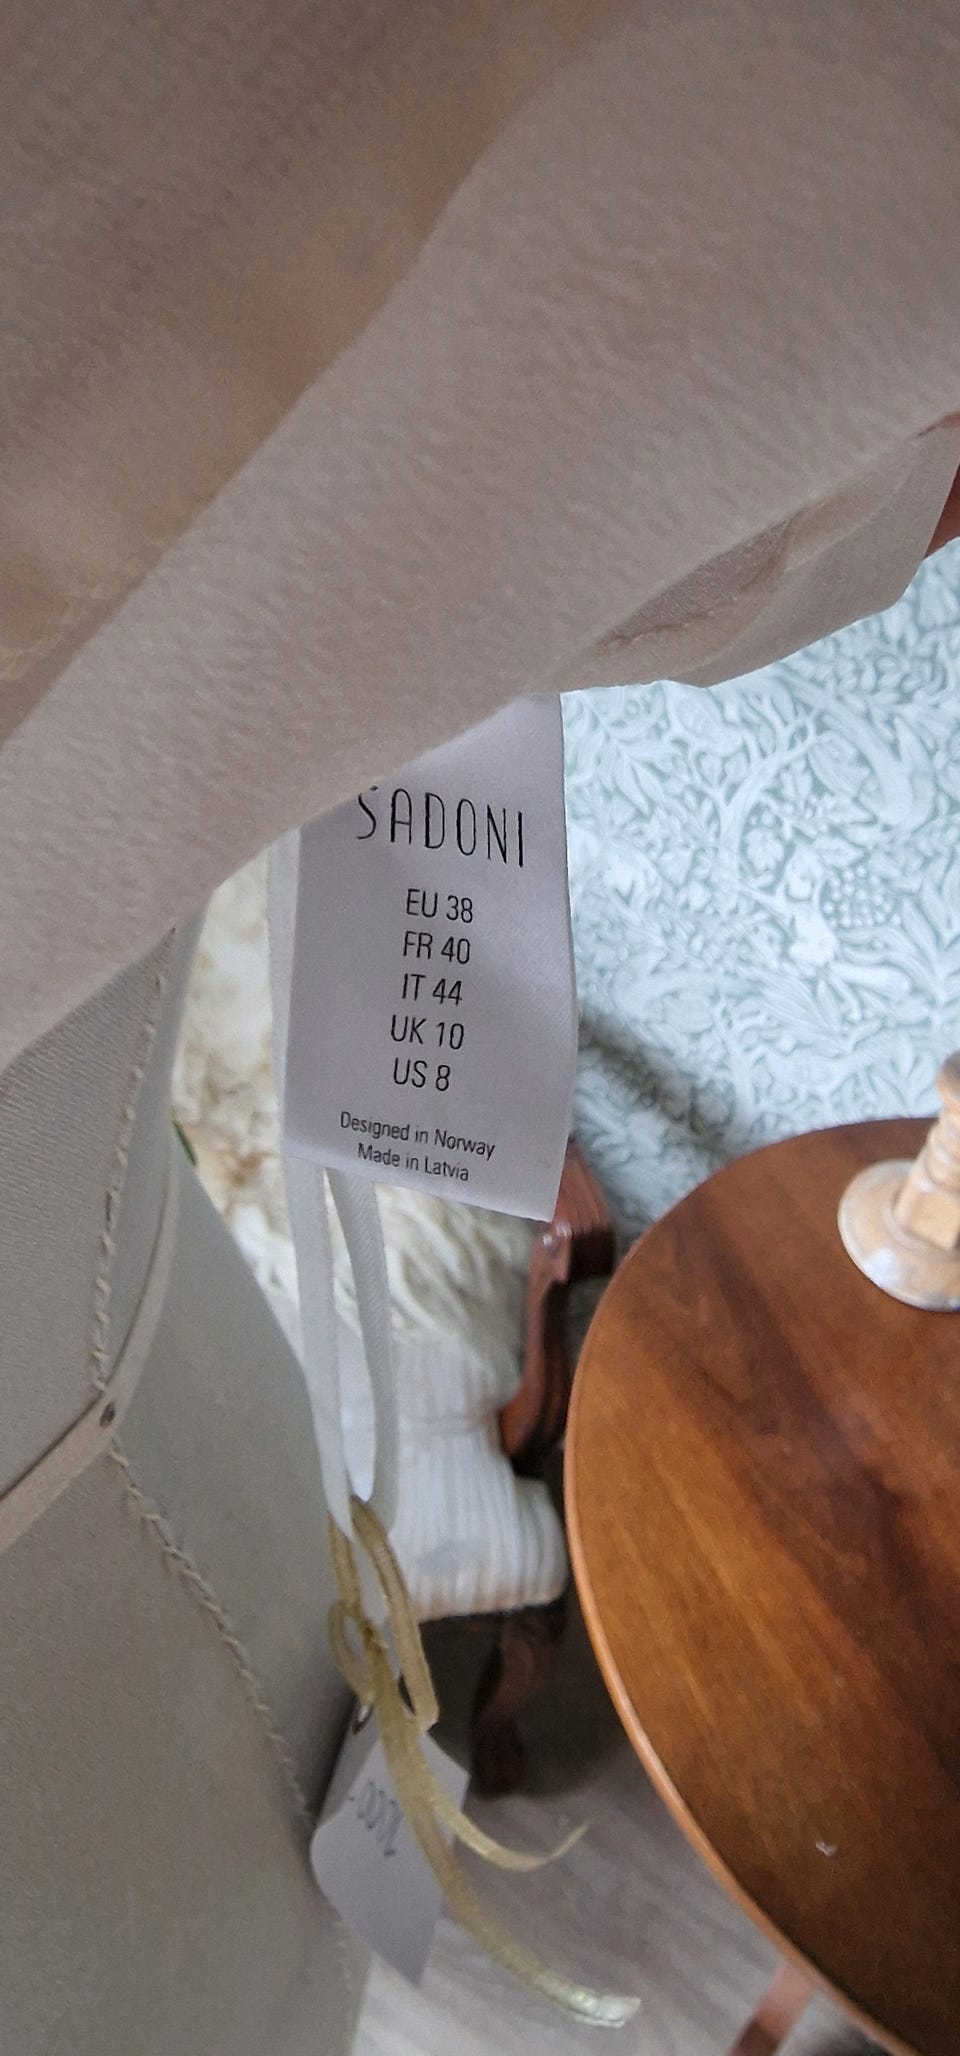 SADONI
EU 38
FR 40
IT 44
UK 10
US 8
Designed in Norway
Made in Latvia